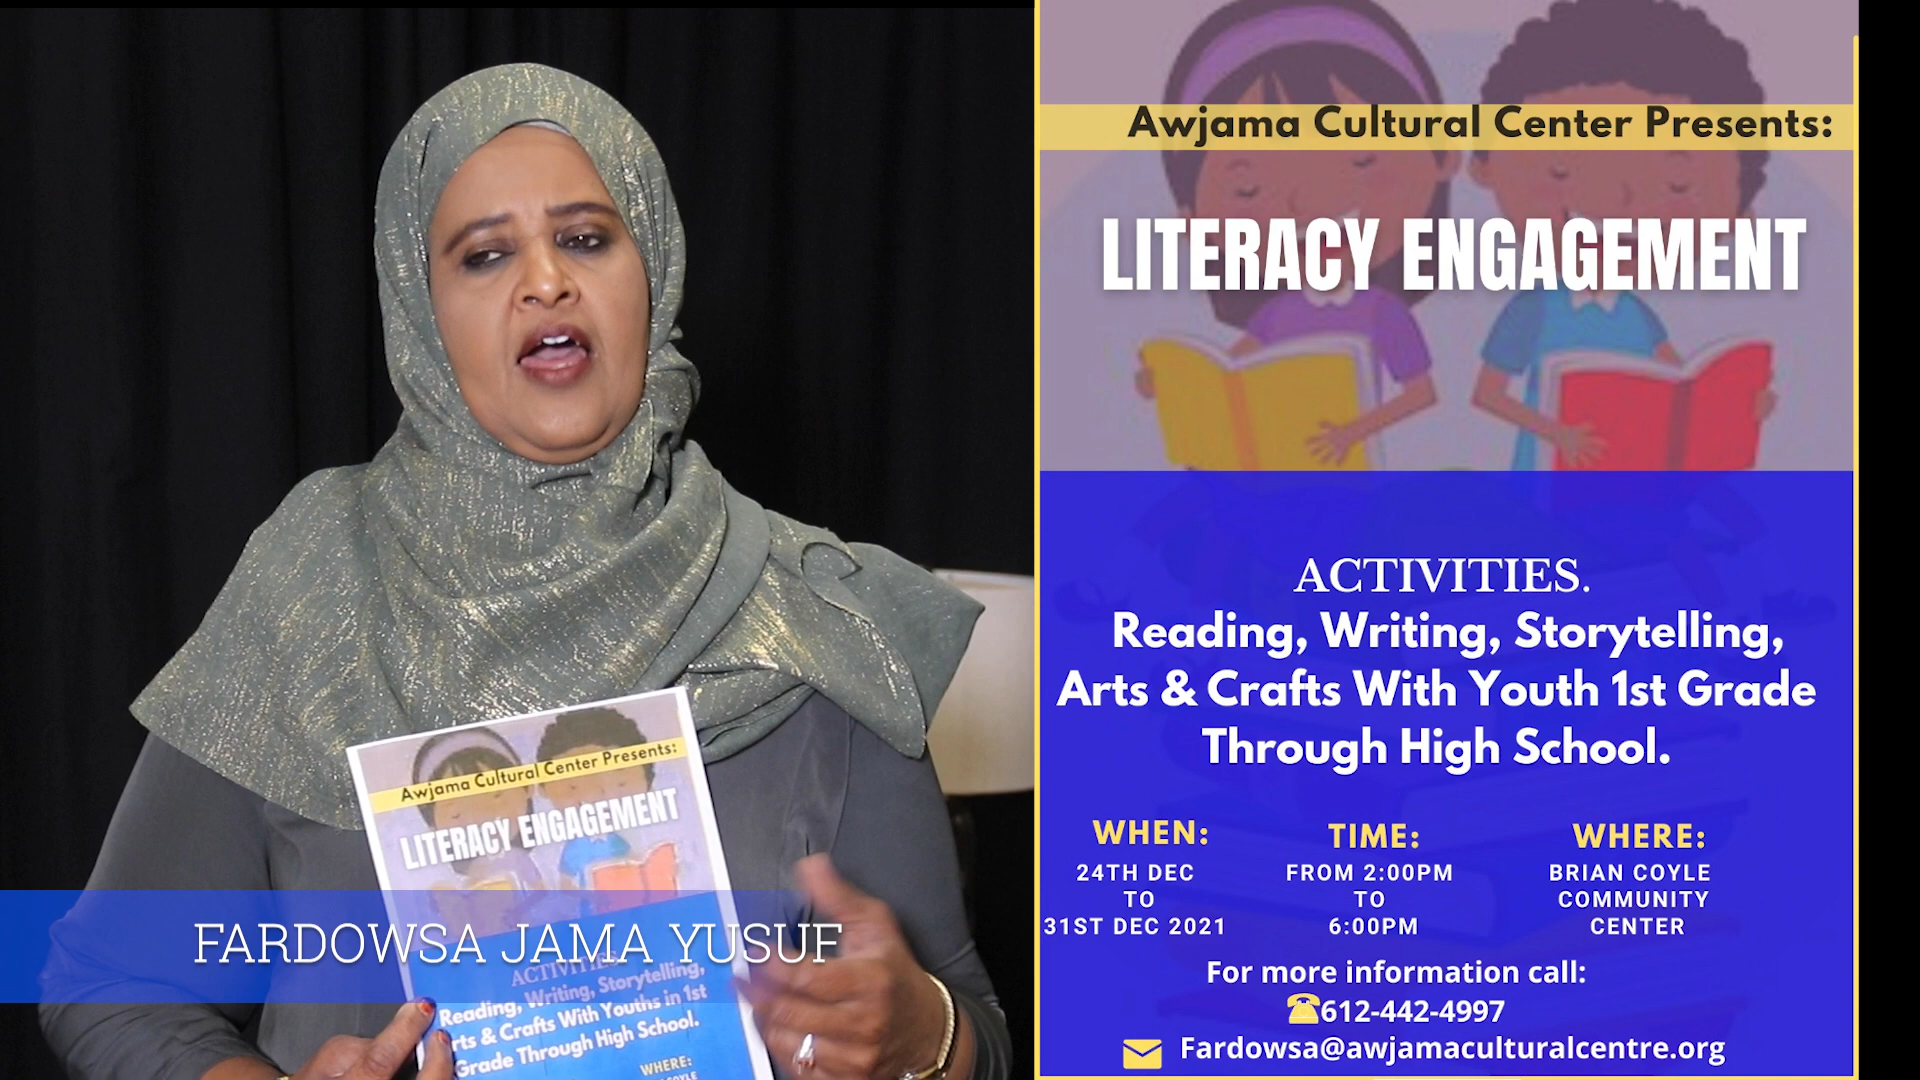 Awjama Cultural Center Presents:
LITERACY ENGAGEMENT
ACTIVITIES.
Reading, Writing, Storytelling,
Arts & Crafts With Youth 1st Grade
Through High School.
WHEN:
24TH DEC
TO
31ST DEC 2021
TIME:
FROM 2:00PM
TO
6:00PM
WHERE:
BRIAN COYLE
COMMUNITY
CENTER
For more information call:
612-442-4997
Fardowsa@awjamaculturalcentre.org
Awjama Cultural Center Presents:
LITERACY ENGAGEMENT
FARDOWSA JAMA YUSUF
ACTIVITIES
Reading, Writing, Storytelling,
& Crafts With Youths in 1st
Grade Through High School.
WHERE: